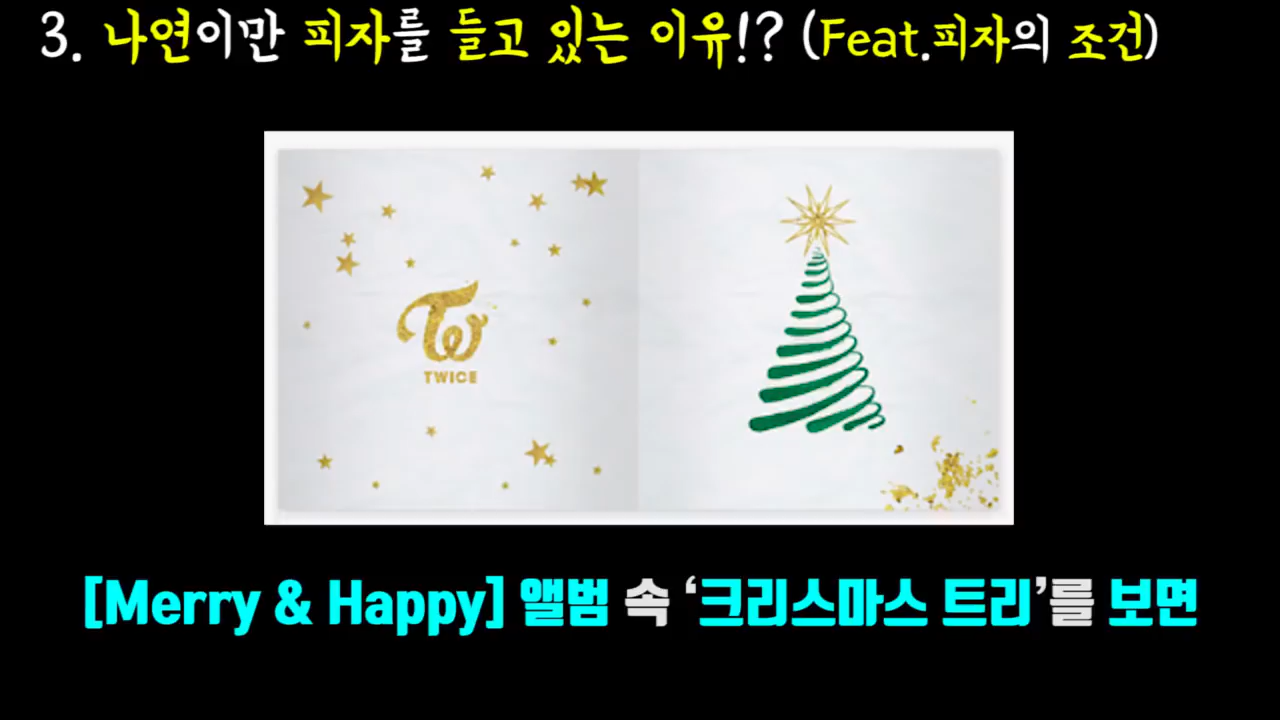 3. 나연이만 피자를 들고 있는 이유!? (Feat.피자의 조건)
TW
TWICE
[Merry & Happy] 앨범 속 ‘크리스마스 트리’를 보면